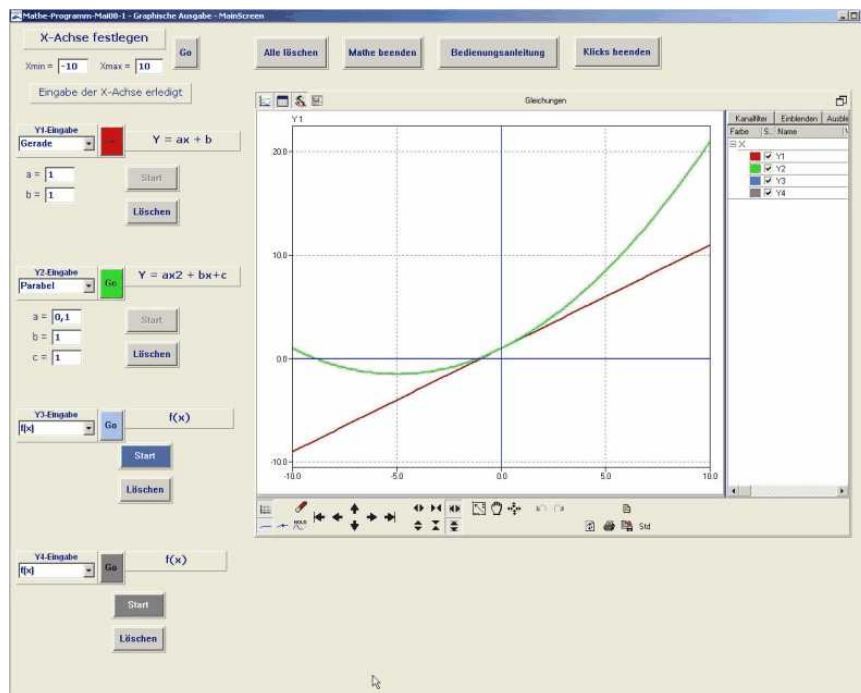 Mathe-Programm-Mai08-1 - Graphische Ausgabe - MainScreen
X-Achse festlegen
Go
Xmin = -10 Xmax = 10
Eingabe der X-Achse erledigt
Alle löschen
Mathe beenden
Bedienungsanleitung
Klicks beenden
Y1-Eingabe
Gerade
Y = ax + b
a = 1
Start
b = 1
Löschen
Y2-Eingabe
Parabel
Go
Y = ax2 + bx+c
a = 0,1
Start
b = 1
c = 1
Löschen
Y3-Eingabe
f(x)
Go
f(x)
Start
Löschen
Y4-Eingabe
f(x)
Go
f(x)
Start
Löschen
Gleichungen
Y1
20.0
10.0
0.0
-10.0
-10.0 -5.0 0.0 5.0 10.0
Kanalfilter Einblenden Ausble
Farbe S.. Name
X
Y1
Y2
Y3
Y4
HOLD
Std